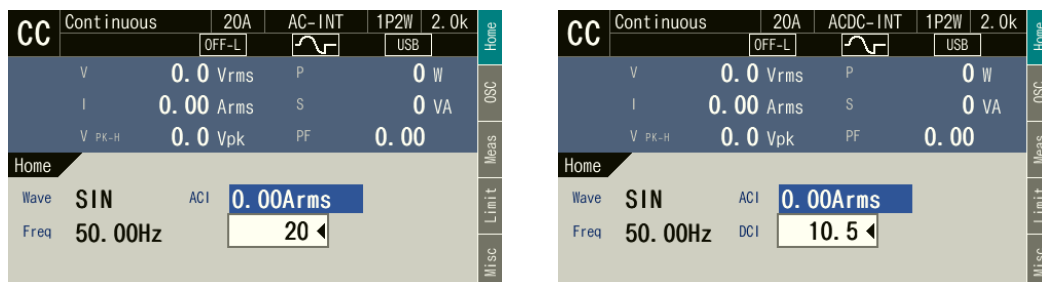 CC Continuous 20A AC-INT 1P2W 2.0k
OFF-L USB
V 0.0 Vrms P 0 W
I 0.00 Arms S 0 VA
V PK-H 0.0 Vpk PF 0.00
Home
Wave SIN ACI 0.00Arms
Freq 50.00Hz 20
Home
OSC
Meas
Limit
Misc
CC Continuous 20A ACDC-INT 1P2W 2.0k
OFF-L USB
V 0.0 Vrms P 0 W
I 0.00 Arms S 0 VA
V PK-H 0.0 Vpk PF 0.00
Home
Wave SIN ACI 0.00Arms
Freq 50.00Hz DCI 10.5
Home
OSC
Meas
Limit
Misc